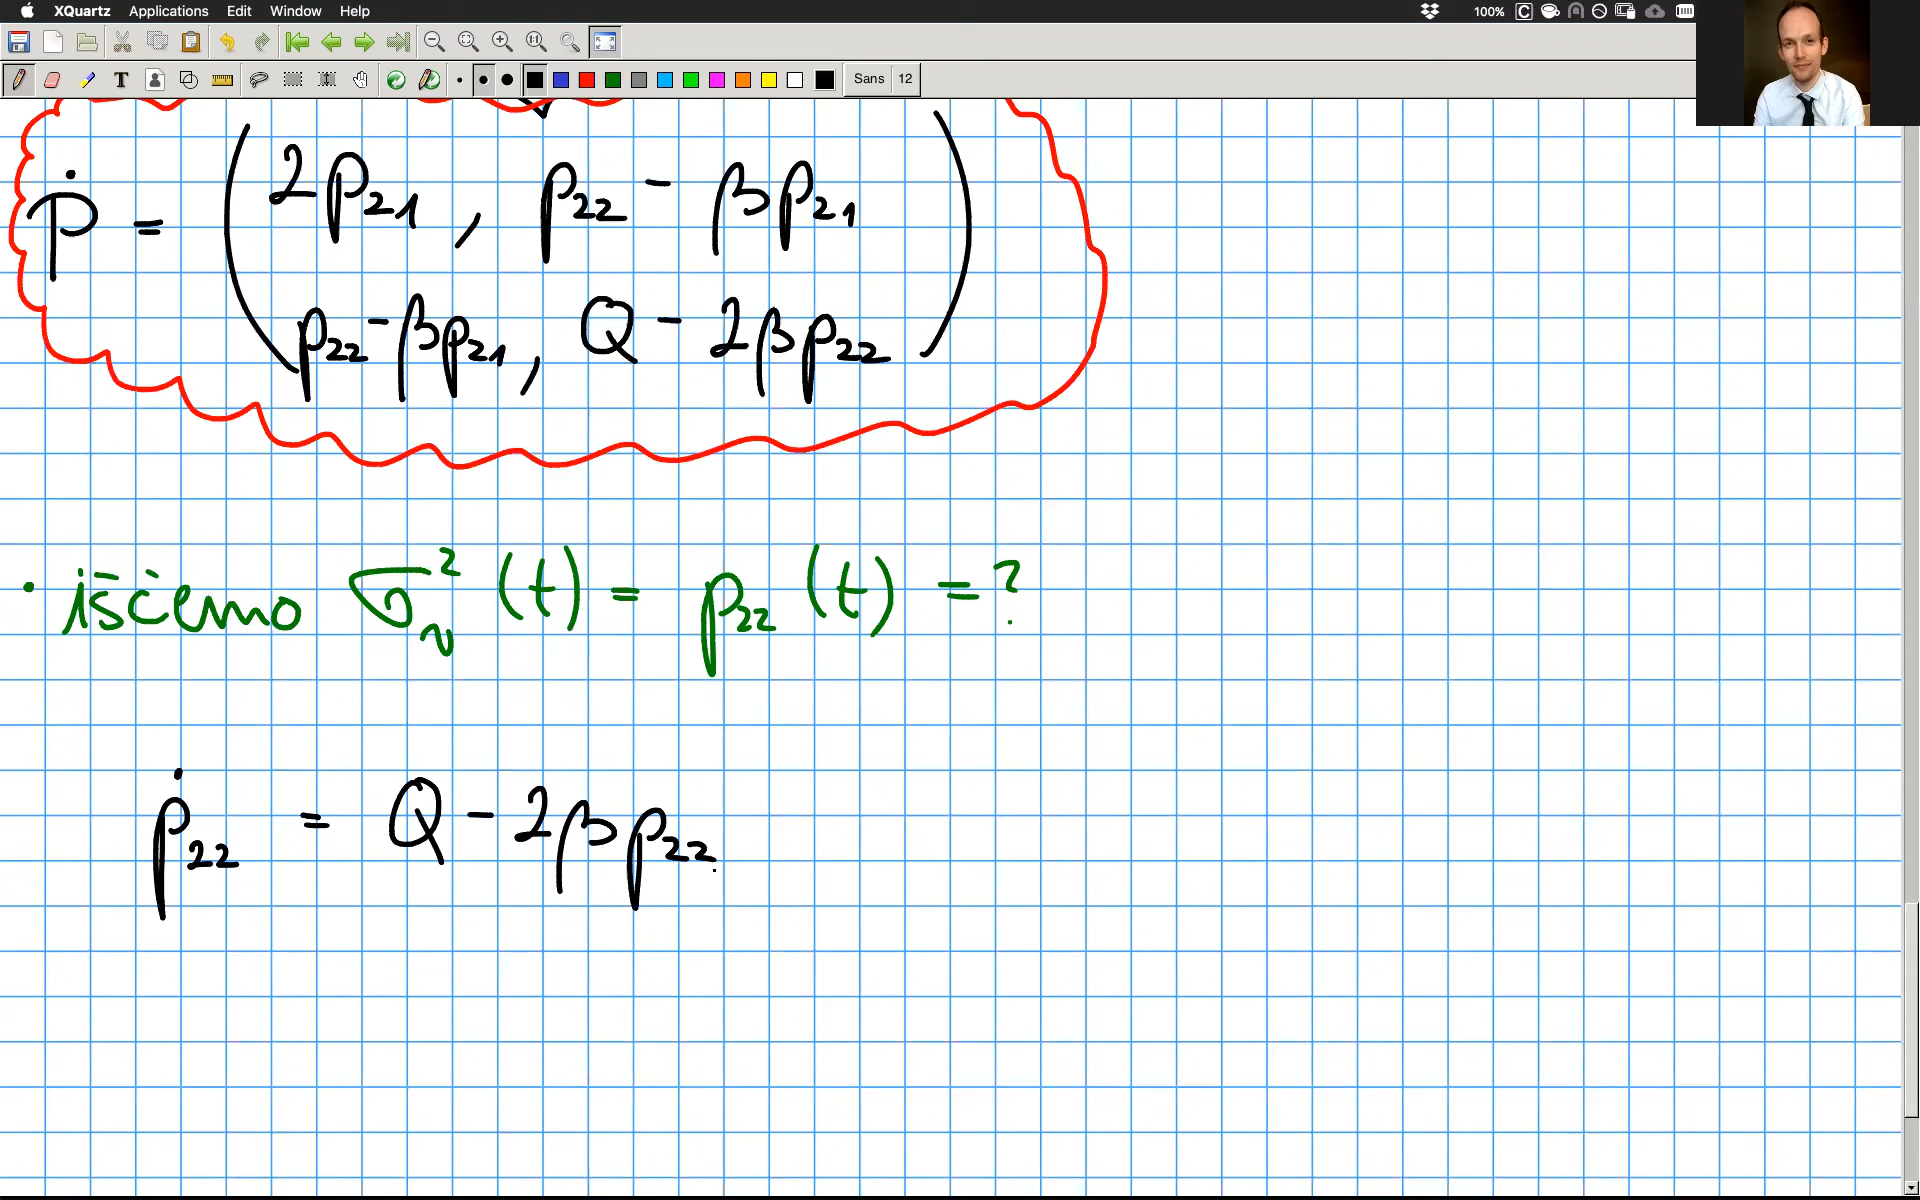 XQuartz Applications Edit Window Help 100%
Sans 12
Ṗ = ( 2p₂₁ , p₂₂ - βp₂₁
p₂₂ - βp₂₁ , Q - 2βp₂₂ )
• iščemo σᵥ² (t) = p₂₂ (t) = ?
ṗ₂₂ = Q - 2βp₂₂